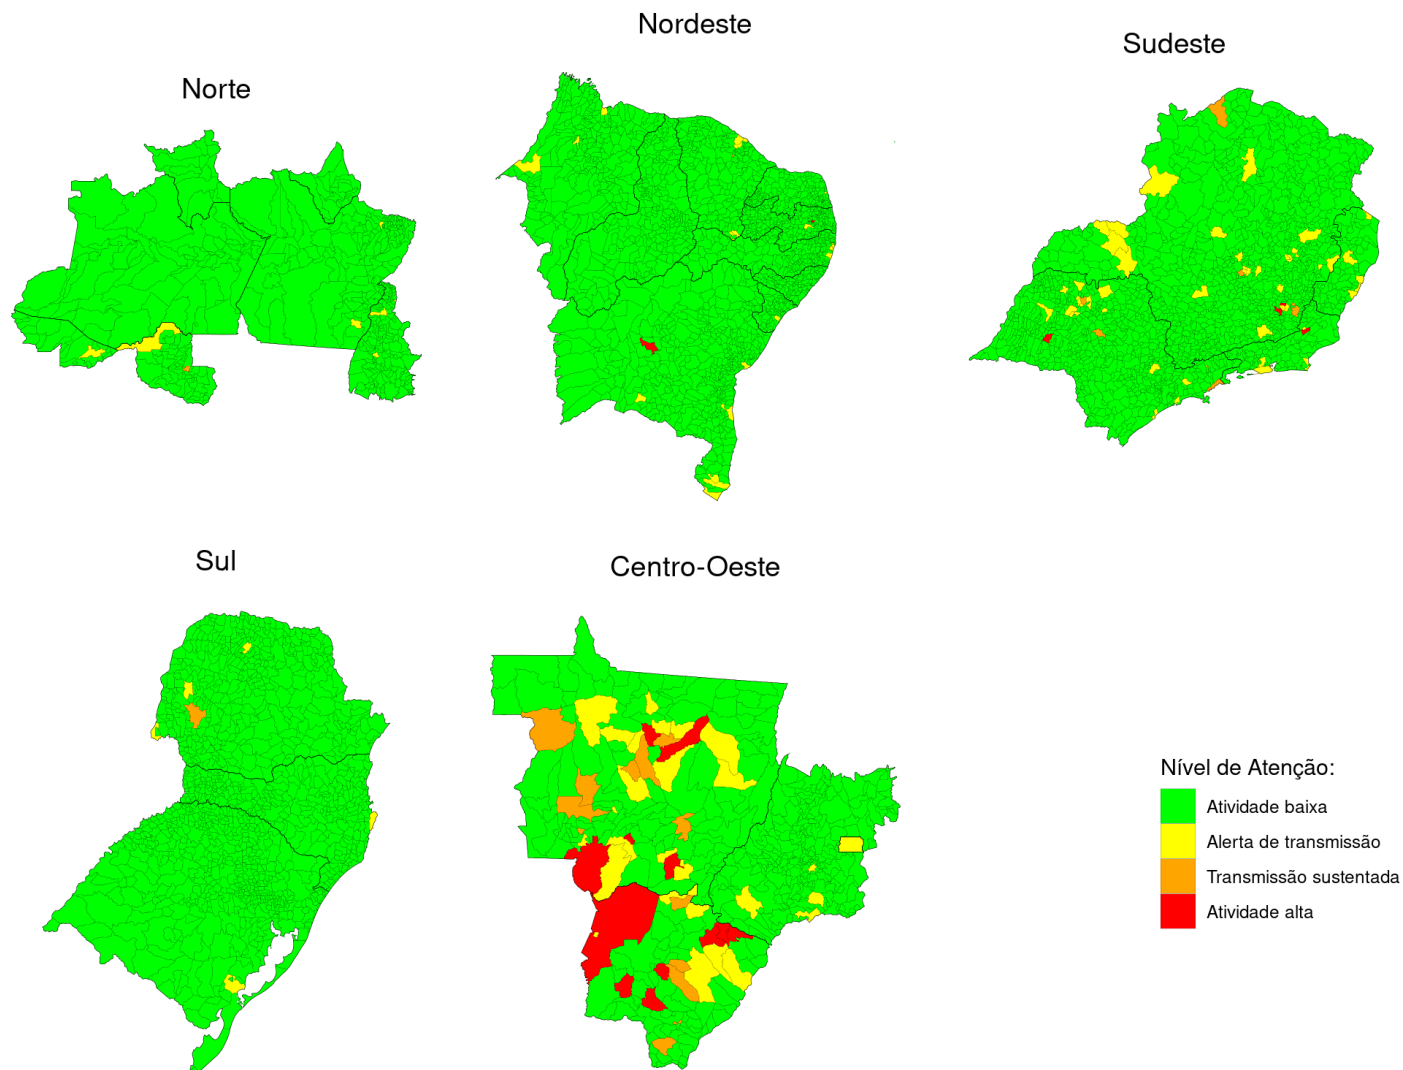 Norte
Nordeste
Sudeste
Sul
Centro-Oeste
Nível de Atenção:
Atividade baixa
Alerta de transmissão
Transmissão sustentada
Atividade alta